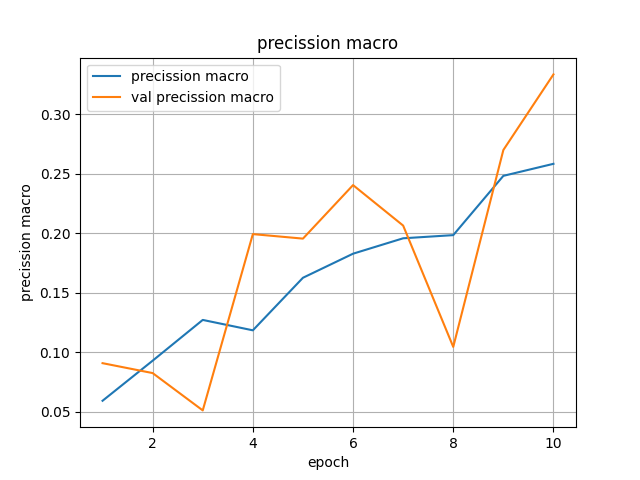 precission macro
precission macro
val precission macro
precission macro
0.30
0.25
0.20
0.15
0.10
0.05
2 4 6 8 10
epoch